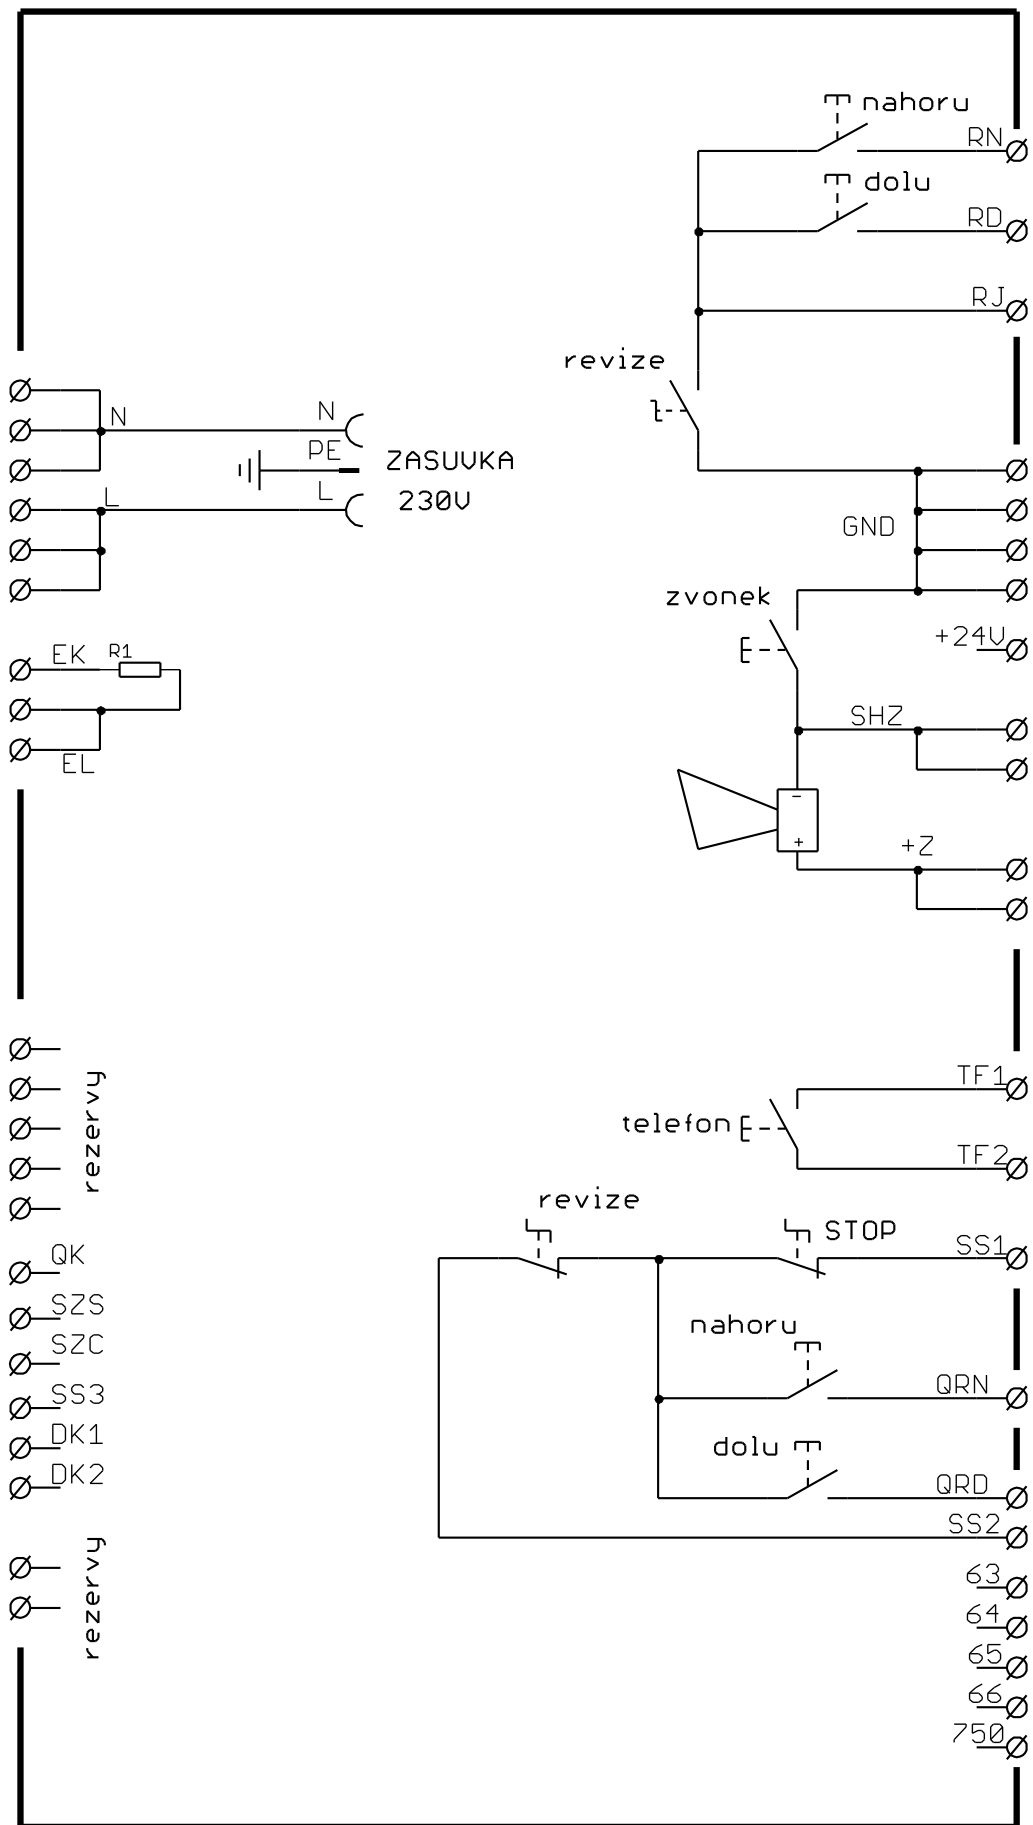 nahoru
RN
dolu
RD
RJ
revize
N
N
PE
ZASUVKA
L
L
230V
GND
zvonek
+24V
EK
R1
EL
SHZ
-
+
+Z
rezervy
TF1
telefon
TF2
revize
STOP
SS1
QK
SZS
SZC
SS3
DK1
DK2
nahoru
QRN
dolu
QRD
SS2
rezervy
63
64
65
66
750